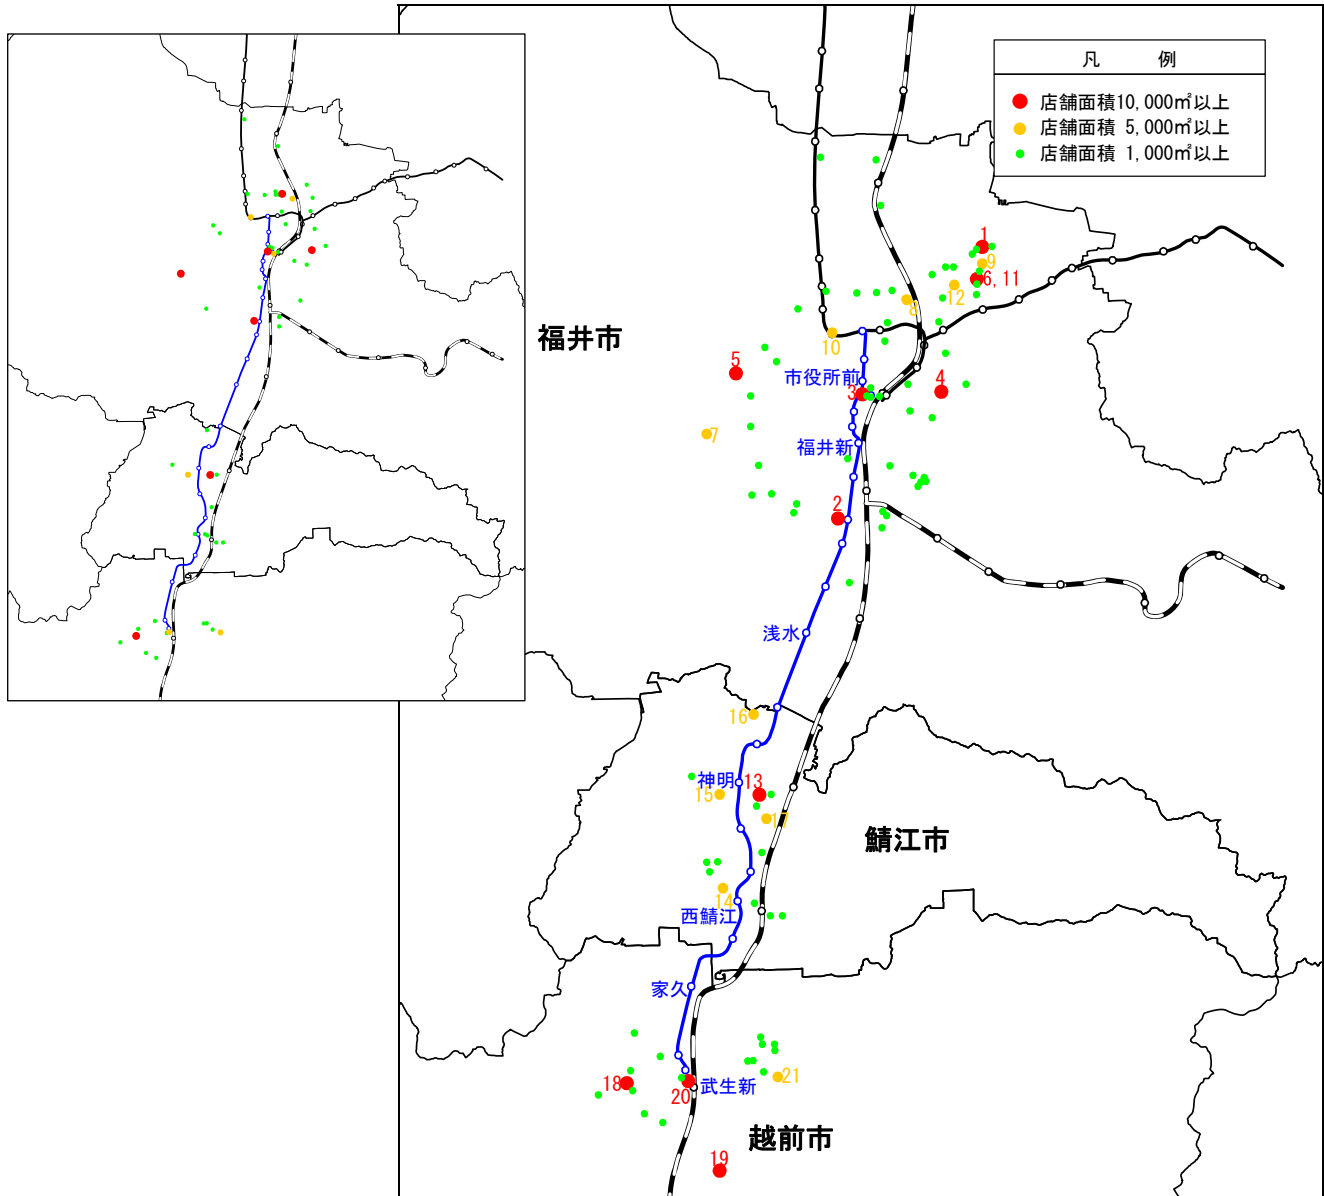 凡 例
店舗面積10,000㎡以上
店舗面積 5,000㎡以上
店舗面積 1,000㎡以上
1
9
6,11
12
8
福井市
10
5
市役所前
3
4
7
福井新
2
浅水
16
神明
13
15
17
鯖江市
14
西鯖江
家久
18
20
武生新
21
越前市
19